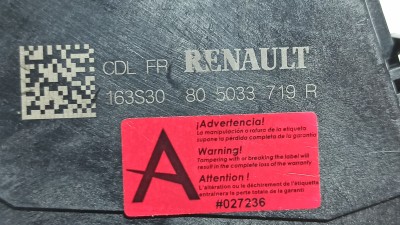 CDL FR RENAULT
163S30 80 5033 719 R
¡Advertencia!
La manipulación o rotura de la etiqueta
supone la pérdida completa de la garantía
Warning!
Tampering with or breaking the label will
result in the complete loss of the warranty
Attention !
L'altération ou le déchirement de l'étiquette
entraînera la perte totale de la garantie
#027236
A